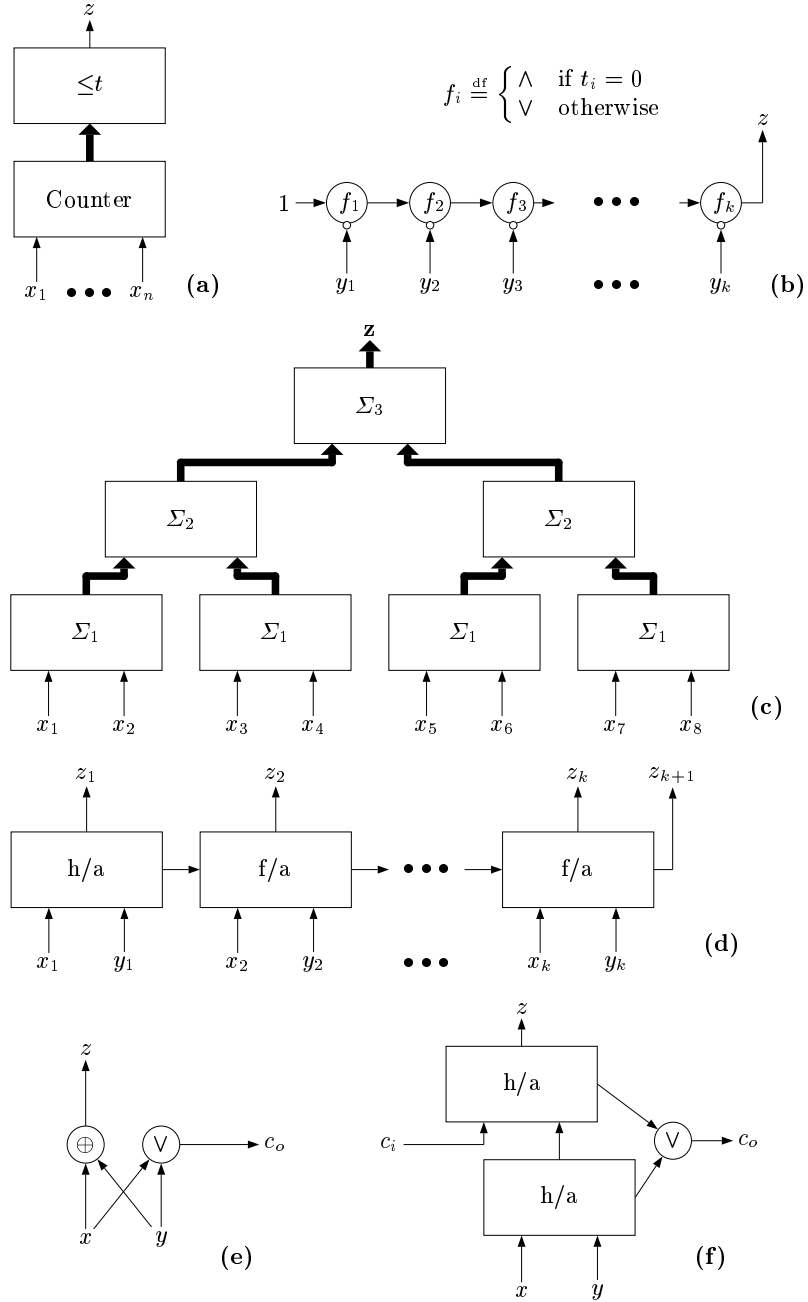 z
≤t
Counter
x₁ ••• xₙ
(a)
fᵢ ≝ { ∧ if tᵢ = 0
∨ otherwise
z
1 f₁ f₂ f₃ ••• fₖ
y₁ y₂ y₃ ••• yₖ
(b)
z
Σ₃
Σ₂ Σ₂
Σ₁ Σ₁ Σ₁ Σ₁
x₁ x₂ x₃ x₄ x₅ x₆ x₇ x₈
(c)
z₁ z₂ zₖ zₖ₊₁
h/a f/a ••• f/a
x₁ y₁ x₂ y₂ ••• xₖ yₖ
(d)
z
⊕ ∨ cₒ
x y
(e)
z
h/a
cᵢ ∨ cₒ
h/a
x y
(f)